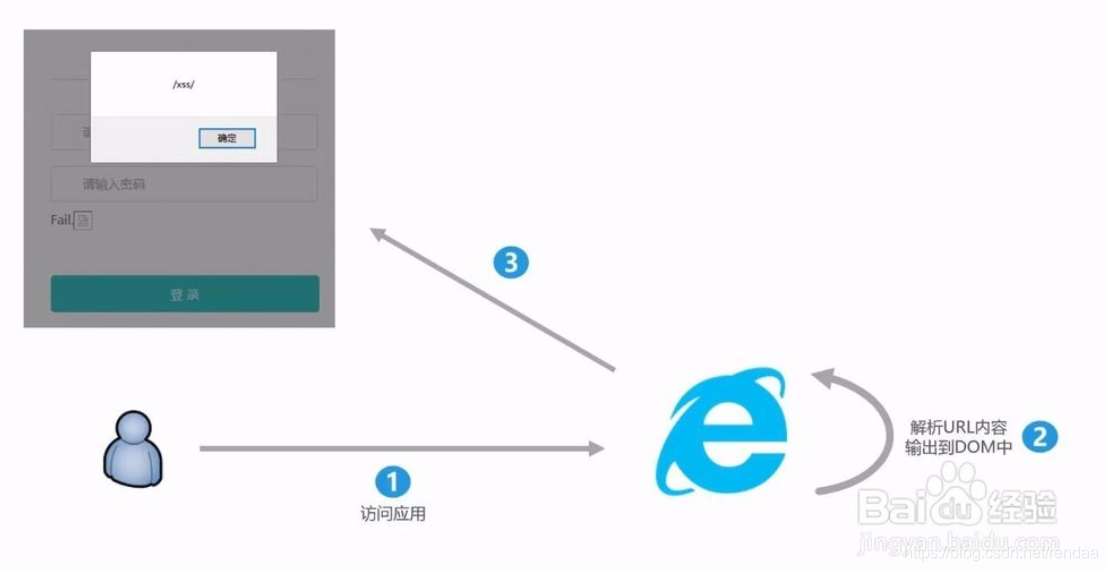 /xss/
确定
请输入密码
Fail.
登录
3
1
访问应用
解析URL内容
输出到DOM中
2
Baidu经验
jingyan.baidu.com
https://blog.csdn.net/rendaa